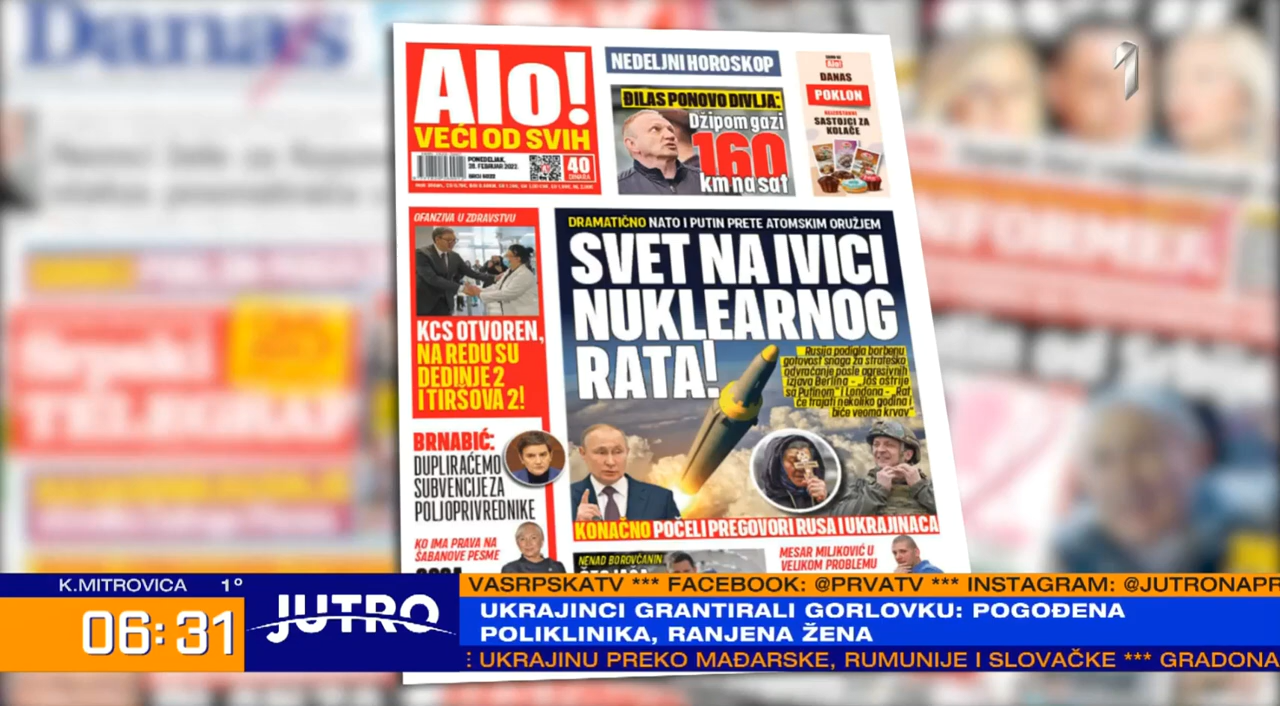 Danas
1
Alo!
VEĆI OD SVIH
PONEDELJAK,
28. FEBRUAR 2022.
40
DINARA
NEDELJNI HOROSKOP
ĐILAS PONOVO DIVLJA:
Džipom gazi
160
km na sat
Alo!
DANAS
POKLON
SASTOJCI ZA
KOLAČE
INFORMER
OFANZIVA U ZDRAVSTVU
KCS OTVOREN,
NA REDU SU
DEDINJE 2
I TIRŠOVA 2!
BRNABIĆ:
DUPLIRAĆEMO
SUBVENCIJE ZA
POLJOPRIVREDNIKE
KO IMA PRAVA NA
ŠABANOVE PESME
DRAMATIČNO NATO I PUTIN PRETE ATOMSKIM ORUŽJEM
SVET NA IVICI
NUKLEARNOG
RATA!
Rusija podigla borbenu
gotovost snaga za strateško
odvraćanje posle agresivnih
izjava Berlina – „Još oštrije
sa Putinom“ i Londona – „Rat
će trajati nekoliko godina i
biće veoma krvav“
KONAČNO POČELI PREGOVORI RUSA I UKRAJINACA
NENAD BOROVČANIN
MESAR MILJKOVIĆ U
VELIKOM PROBLEMU
K.MITROVICA 1°
06:31
JUTRO
VASRPSKATV *** FACEBOOK: @PRVATV *** INSTAGRAM: @JUTRONAPR
UKRAJINCI GRANTIRALI GORLOVKU: POGOĐENA
POLIKLINIKA, RANJENA ŽENA
E UKRAJINU PREKO MAĐARSKE, RUMUNIJE I SLOVAČKE *** GRADONA